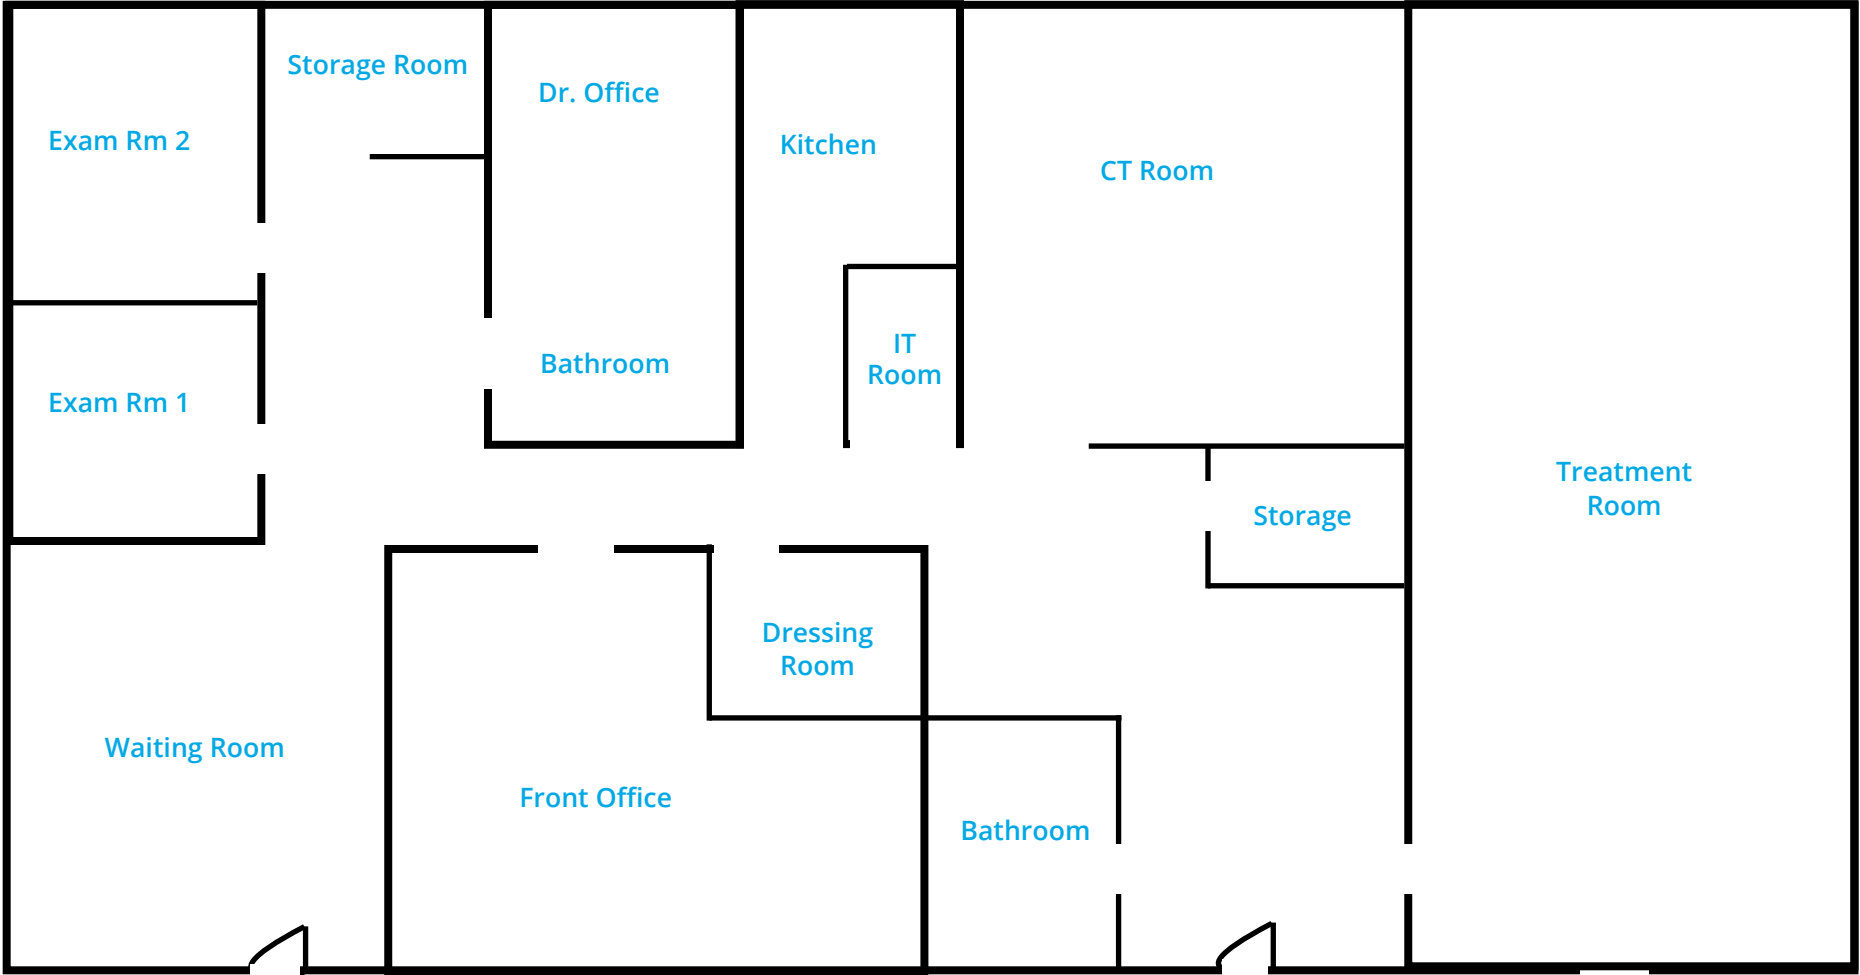 Storage Room
Dr. Office
Exam Rm 2
Kitchen
CT Room
IT
Room
Bathroom
Exam Rm 1
Treatment
Room
Storage
Dressing
Room
Waiting Room
Front Office
Bathroom